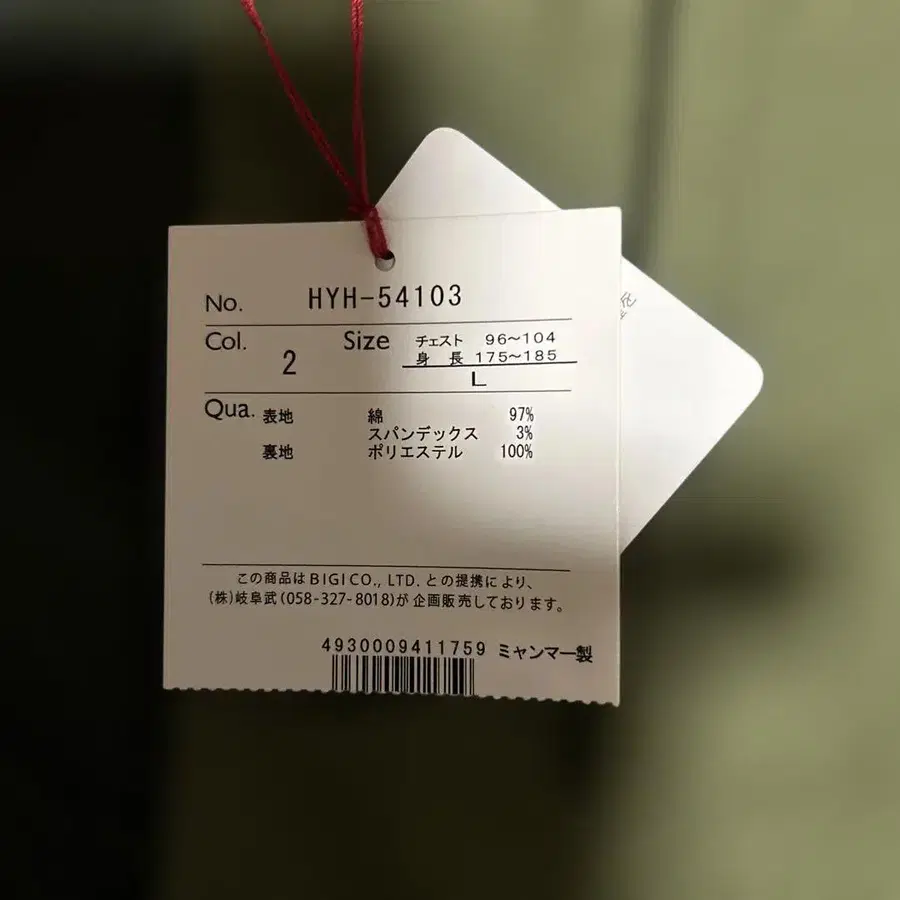 No. HYH-54103
Col. 2 Size チェスト 96～104
身 長 175～185
L
Qua. 表地 綿 97%
スパンデックス 3%
裏地 ポリエステル 100%
この商品はBIGI CO., LTD. との提携により、
(株)岐阜武(058-327-8018)が企画販売しております。
4930009411759 ミャンマー製